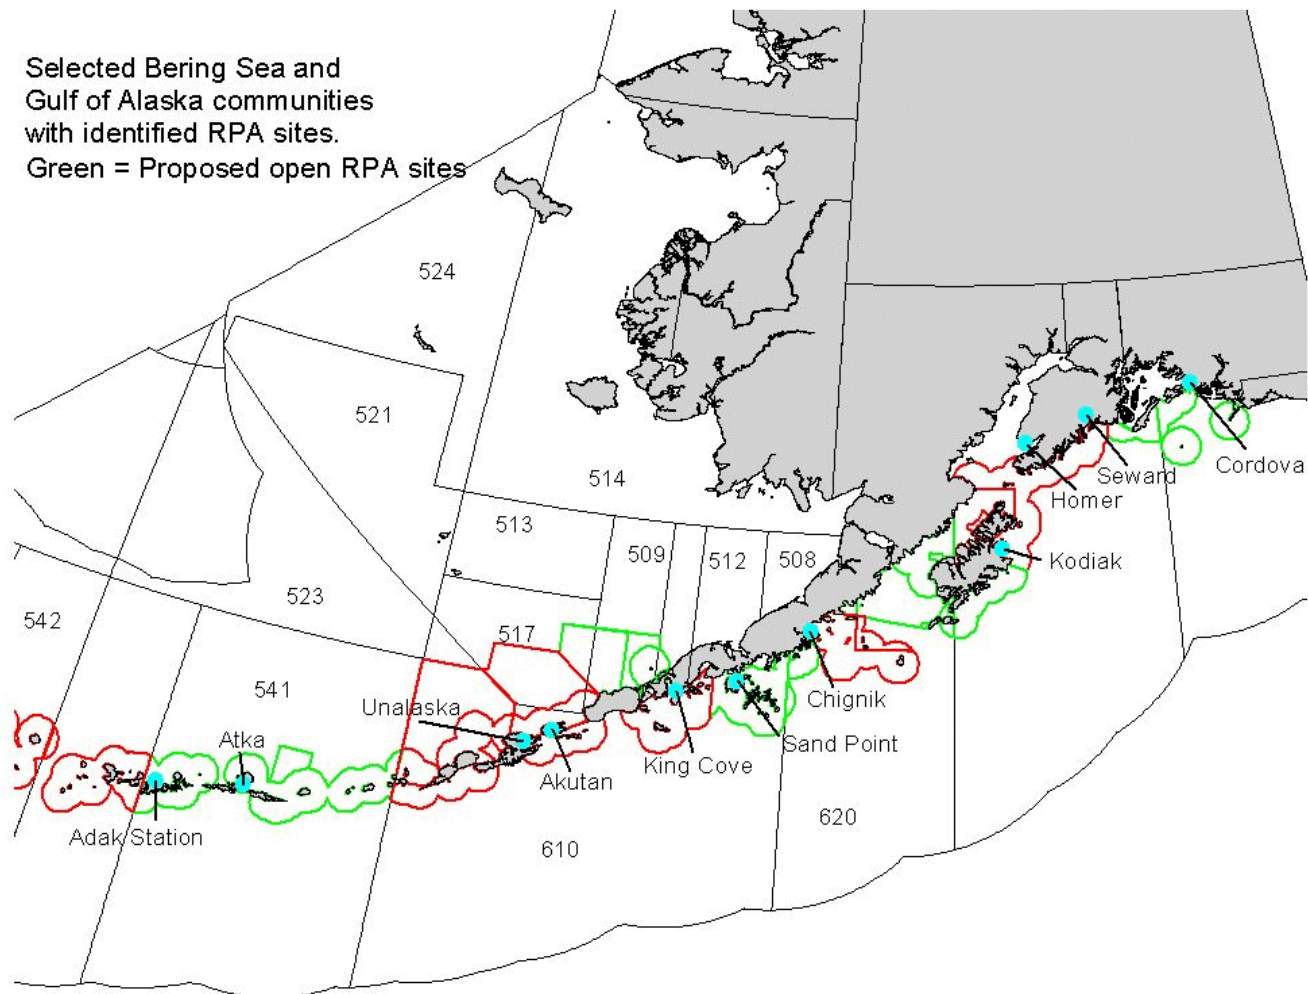 Selected Bering Sea and
Gulf of Alaska communities
with identified RPA sites.
Green = Proposed open RPA sites
524
521
514
Cordova
Seward
Homer
513
509
512
508
Kodiak
523
542
517
541
Unalaska
Chignik
Atka
Sand Point
King Cove
Akutan
Adak Station
620
610